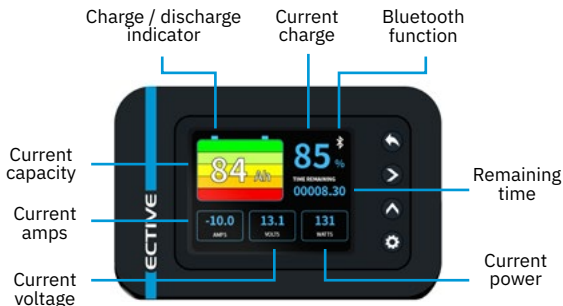 Charge / discharge
indicator
Current
charge
Bluetooth
function
Current
capacity
Current
amps
Current
voltage
ECTIVE
84 Ah
85 %
TIME REMAINING
00008.30
-10.0
AMPS
13.1
VOLTS
131
WATTS
Remaining
time
Current
power